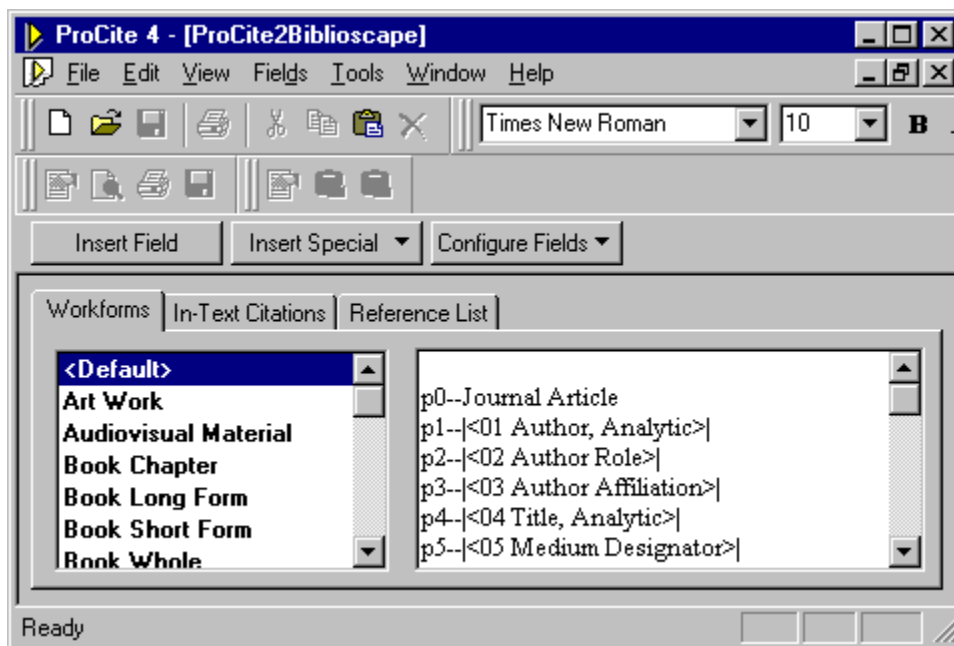 ProCite 4 - [ProCite2Biblioscape]
File Edit View Fields Tools Window Help
Times New Roman 10 B
Insert Field Insert Special Configure Fields
Workforms In-Text Citations Reference List
<Default>
Art Work
Audiovisual Material
Book Chapter
Book Long Form
Book Short Form
Book Whole
p0--Journal Article
p1--|<01 Author, Analytic>|
p2--|<02 Author Role>|
p3--|<03 Author Affiliation>|
p4--|<04 Title, Analytic>|
p5--|<05 Medium Designator>|
Ready